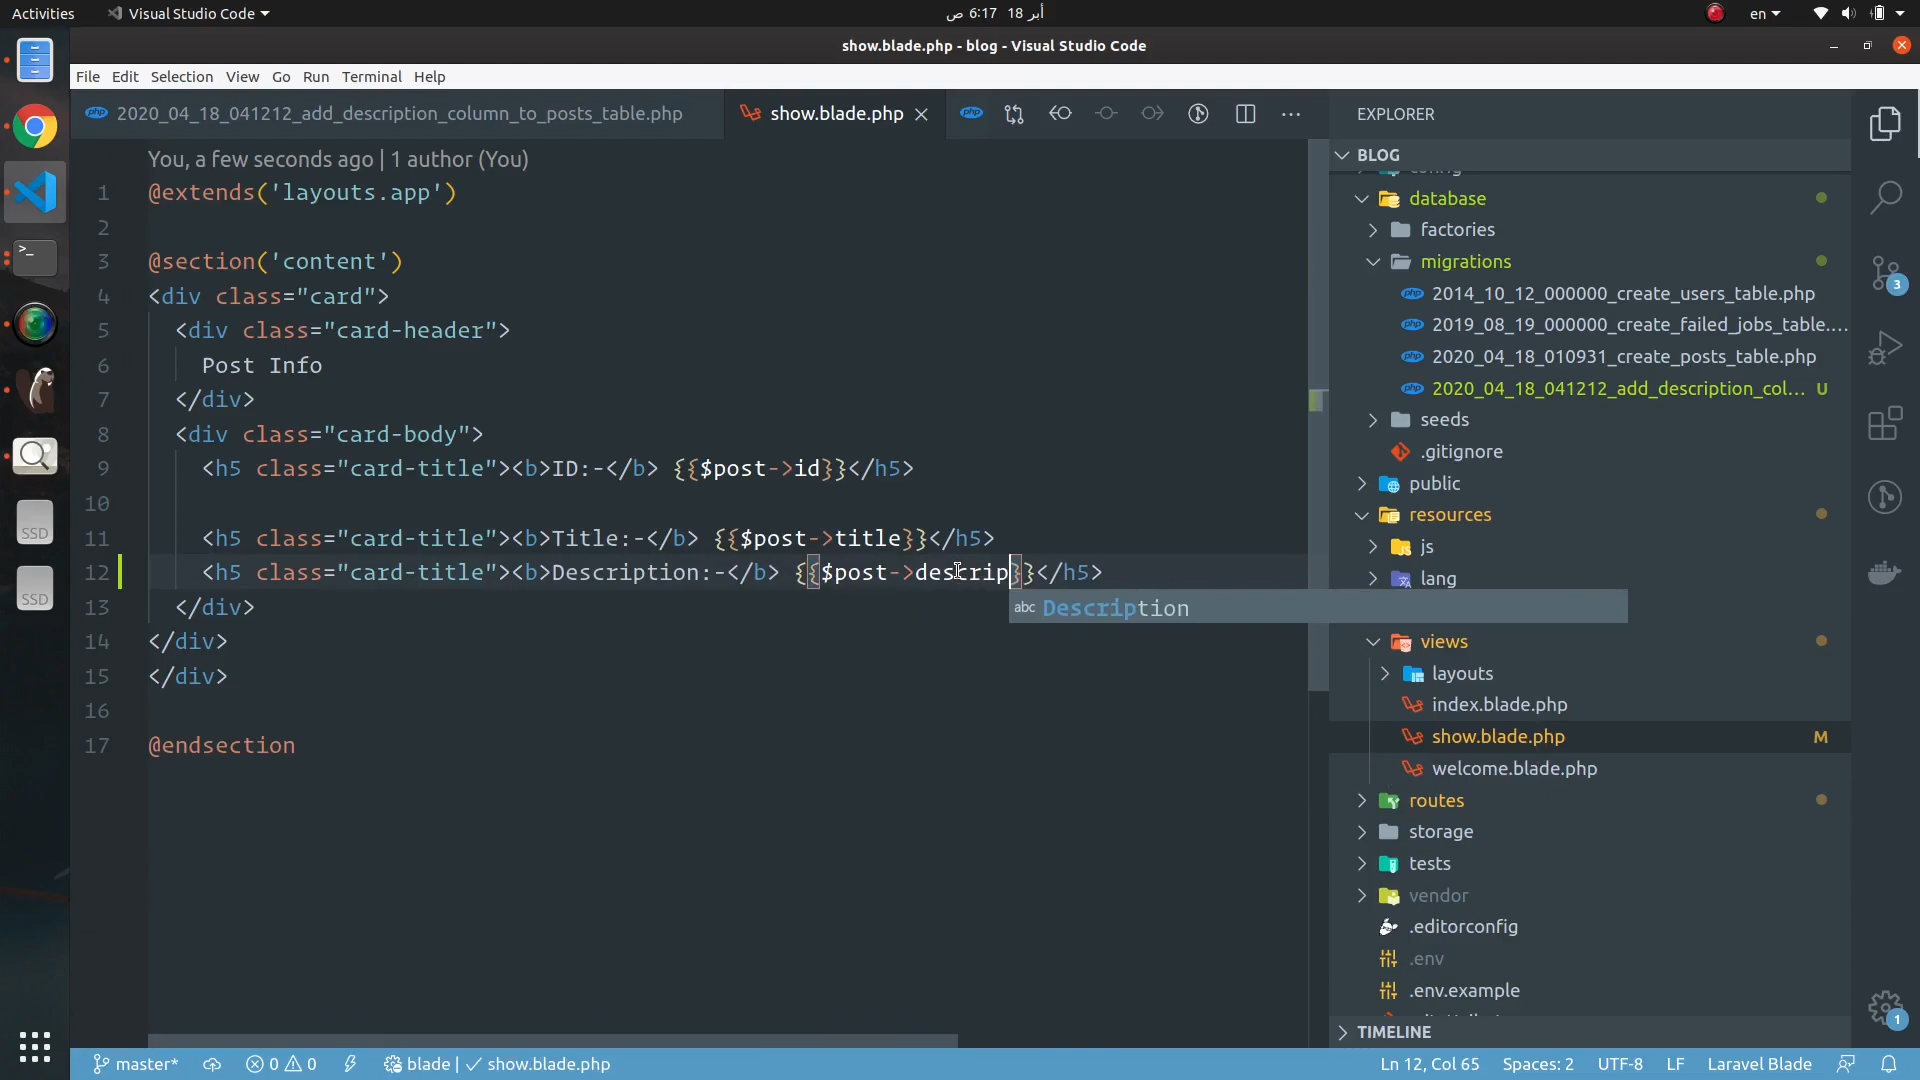 Activities
Visual Studio Code
18 أبر 6:17 ص
en
show.blade.php - blog - Visual Studio Code
File Edit Selection View Go Run Terminal Help
2020_04_18_041212_add_description_column_to_posts_table.php
show.blade.php
EXPLORER
You, a few seconds ago | 1 author (You)
1 @extends('layouts.app')
2
3 @section('content')
4 <div class="card">
5 <div class="card-header">
6 Post Info
7 </div>
8 <div class="card-body">
9 <h5 class="card-title"><b>ID:-</b> {{$post->id}}</h5>
10
11 <h5 class="card-title"><b>Title:-</b> {{$post->title}}</h5>
12 <h5 class="card-title"><b>Description:-</b> {{$post->descrip}}</h5>
abc Description
13 </div>
14 </div>
15 </div>
16
17 @endsection
BLOG
database
factories
migrations
2014_10_12_000000_create_users_table.php
2019_08_19_000000_create_failed_jobs_table....
2020_04_18_010931_create_posts_table.php
2020_04_18_041212_add_description_col... U
seeds
.gitignore
public
resources
js
lang
views
layouts
index.blade.php
show.blade.php M
welcome.blade.php
routes
storage
tests
vendor
.editorconfig
.env
.env.example
TIMELINE
3
1
SSD
SSD
master*
0 0
blade | ✓ show.blade.php
Ln 12, Col 65
Spaces: 2
UTF-8
LF
Laravel Blade